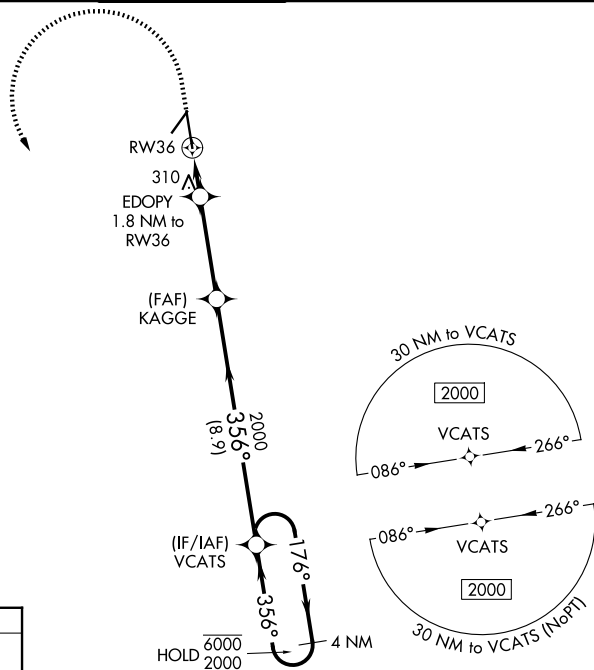 RW36
310
EDOPY
1.8 NM to
RW36
(FAF)
KAGGE
2000
356°
(8.9)
(IF/IAF)
VCATS
176°
356°
4 NM
HOLD 6000
2000
30 NM to VCATS
2000
VCATS
086°
266°
086°
266°
VCATS
2000
30 NM to VCATS (NoPT)